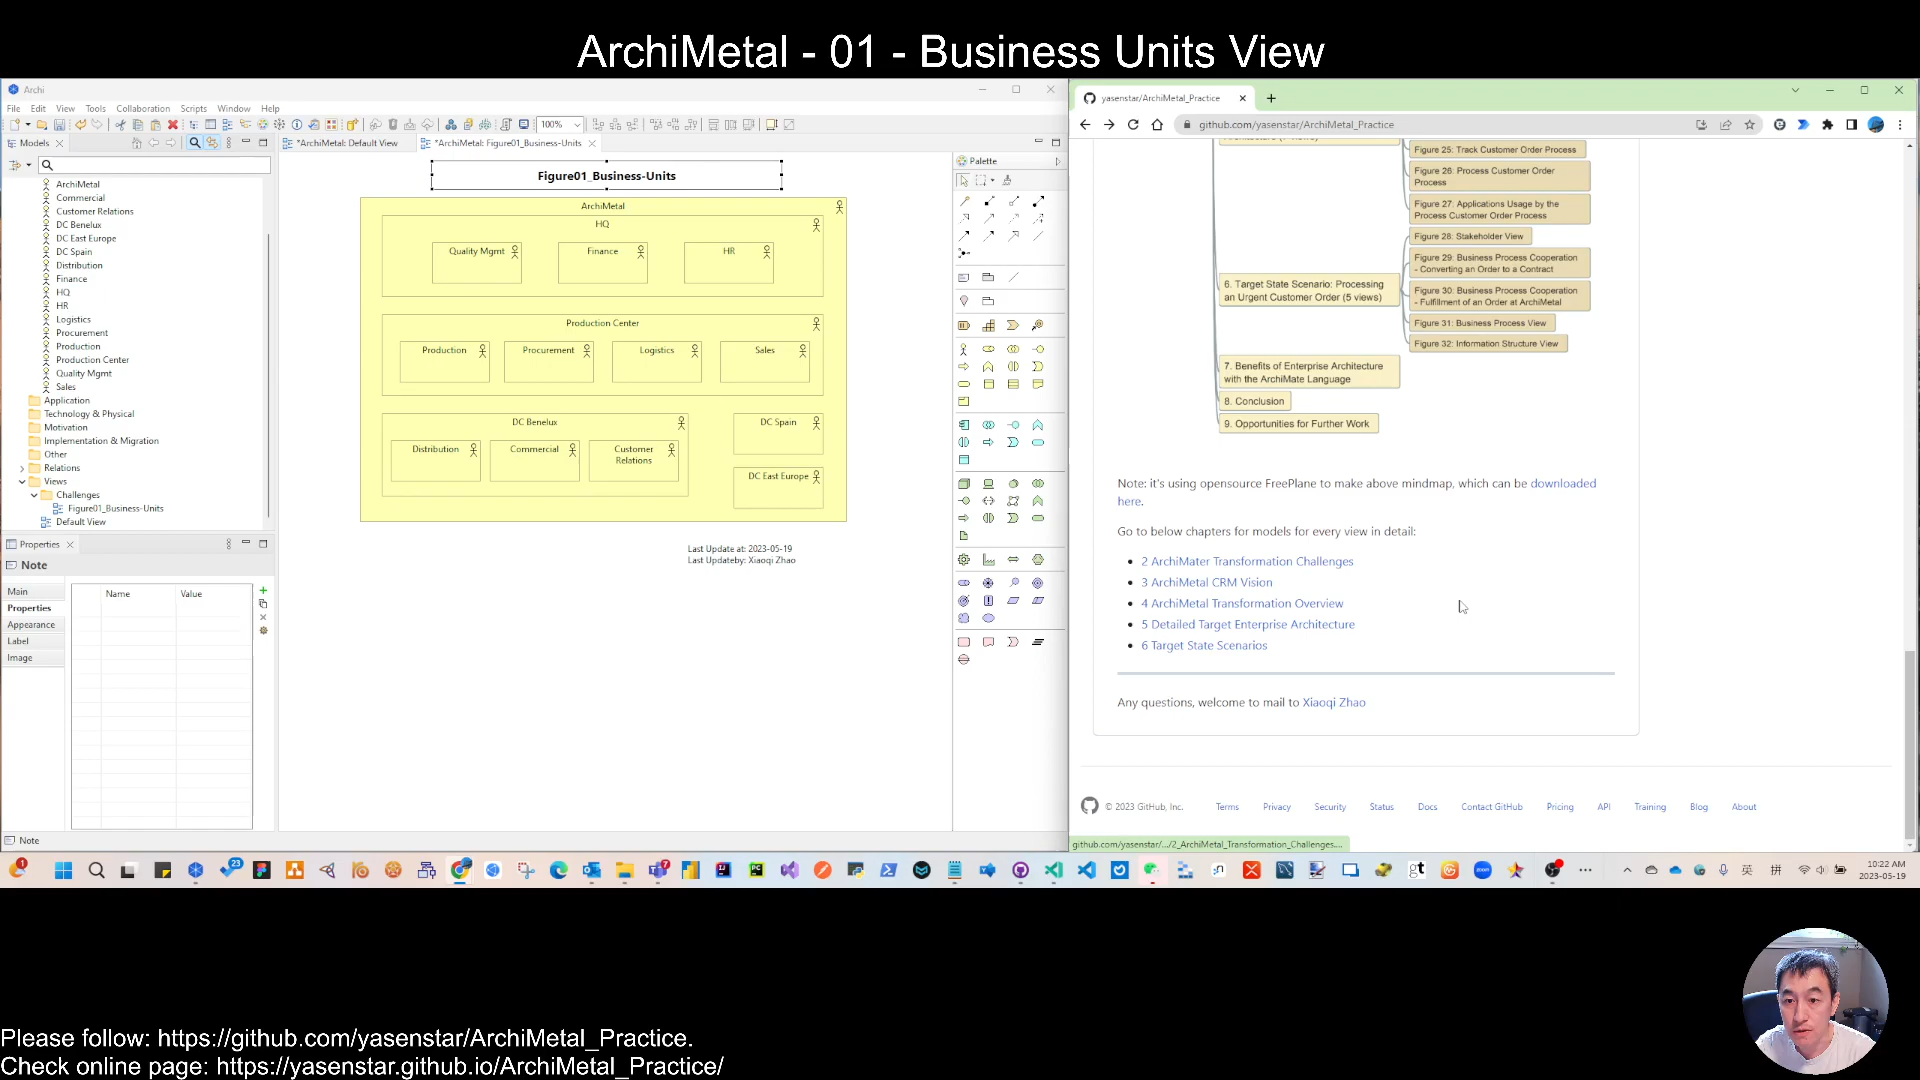 ArchiMetal - 01 - Business Units View
Archi
File Edit View Tools Collaboration Scripts Window Help
100%
Models
*ArchiMetal: Default View
*ArchiMetal: Figure01_Business-Units
ArchiMetal
Commercial
Customer Relations
DC Benelux
DC East Europe
DC Spain
Distribution
Finance
HQ
HR
Logistics
Procurement
Production
Production Center
Quality Mgmt
Sales
Application
Technology & Physical
Motivation
Implementation & Migration
Other
Relations
Views
Challenges
Figure01_Business-Units
Default View
Properties
Note
Main
Properties
Appearance
Label
Image
Name Value
Note
Figure01_Business-Units
ArchiMetal
HQ
Quality Mgmt
Finance
HR
Production Center
Production
Procurement
Logistics
Sales
DC Benelux
Distribution
Commercial
Customer
Relations
DC Spain
DC East Europe
Last Update at: 2023-05-19
Last Updateby: Xiaoqi Zhao
Palette
yasenstar/ArchiMetal_Practice
github.com/yasenstar/ArchiMetal_Practice
Figure 25: Track Customer Order Process
Figure 26: Process Customer Order
Process
Figure 27: Applications Usage by the
Process Customer Order Process
Figure 28: Stakeholder View
Figure 29: Business Process Cooperation
- Converting an Order to a Contract
6. Target State Scenario: Processing
an Urgent Customer Order (5 views)
Figure 30: Business Process Cooperation
- Fulfillment of an Order at ArchiMetal
Figure 31: Business Process View
Figure 32: Information Structure View
7. Benefits of Enterprise Architecture
with the ArchiMate Language
8. Conclusion
9. Opportunities for Further Work
Note: it's using opensource FreePlane to make above mindmap, which can be downloaded
here.
Go to below chapters for models for every view in detail:
2 ArchiMater Transformation Challenges
3 ArchiMetal CRM Vision
4 ArchiMetal Transformation Overview
5 Detailed Target Enterprise Architecture
6 Target State Scenarios
Any questions, welcome to mail to Xiaoqi Zhao
© 2023 GitHub, Inc. Terms Privacy Security Status Docs Contact GitHub Pricing API Training Blog About
github.com/yasenstar/.../2_ArchiMetal_Transformation_Challenges....
1
23
7
gt
英
拼
10:22 AM
2023-05-19
Please follow: https://github.com/yasenstar/ArchiMetal_Practice.
Check online page: https://yasenstar.github.io/ArchiMetal_Practice/